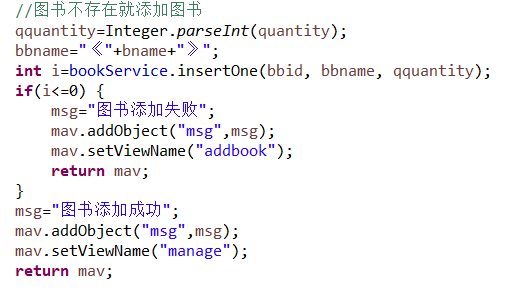 //图书不存在就添加图书
qquantity=Integer.parseInt(quantity);
bbname="《"+bname+"》";
int i=bookService.insertOne(bbid, bbname, qquantity);
if(i<=0) {
    msg="图书添加失败";
    mav.addObject("msg",msg);
    mav.setViewName("addbook");
    return mav;
}
msg="图书添加成功";
mav.addObject("msg",msg);
mav.setViewName("manage");
return mav;